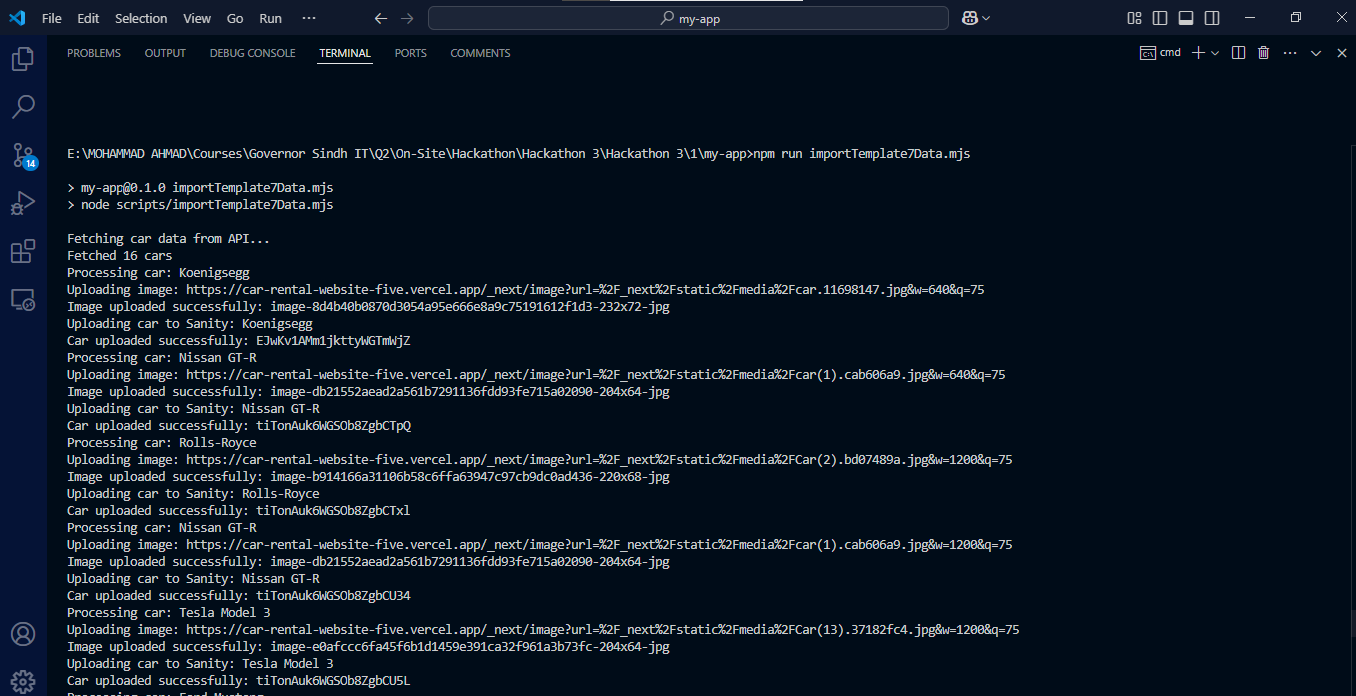 File Edit Selection View Go Run ··· my-app
PROBLEMS OUTPUT DEBUG CONSOLE TERMINAL PORTS COMMENTS cmd
14
E:\MOHAMMAD AHMAD\Courses\Governor Sindh IT\Q2\On-Site\Hackathon\Hackathon 3\Hackathon 3\1\my-app>npm run importTemplate7Data.mjs
> my-app@0.1.0 importTemplate7Data.mjs
> node scripts/importTemplate7Data.mjs
Fetching car data from API...
Fetched 16 cars
Processing car: Koenigsegg
Uploading image: https://car-rental-website-five.vercel.app/_next/image?url=%2F_next%2Fstatic%2Fmedia%2Fcar.11698147.jpg&w=640&q=75
Image uploaded successfully: image-8d4b40b0870d3054a95e666e8a9c75191612f1d3-232x72-jpg
Uploading car to Sanity: Koenigsegg
Car uploaded successfully: EJwKv1AMm1jkttyWGTmWjZ
Processing car: Nissan GT-R
Uploading image: https://car-rental-website-five.vercel.app/_next/image?url=%2F_next%2Fstatic%2Fmedia%2FCar(1).cab606a9.jpg&w=640&q=75
Image uploaded successfully: image-db21552aead2a561b7291136fdd93fe715a02090-204x64-jpg
Uploading car to Sanity: Nissan GT-R
Car uploaded successfully: tiTonAuk6WGSOb8ZgbCTpQ
Processing car: Rolls-Royce
Uploading image: https://car-rental-website-five.vercel.app/_next/image?url=%2F_next%2Fstatic%2Fmedia%2FCar(2).bd07489a.jpg&w=1200&q=75
Image uploaded successfully: image-b914166a31106b58c6ffa63947c97cb9dc0ad436-220x68-jpg
Uploading car to Sanity: Rolls-Royce
Car uploaded successfully: tiTonAuk6WGSOb8ZgbCTxl
Processing car: Nissan GT-R
Uploading image: https://car-rental-website-five.vercel.app/_next/image?url=%2F_next%2Fstatic%2Fmedia%2FCar(1).cab606a9.jpg&w=1200&q=75
Image uploaded successfully: image-db21552aead2a561b7291136fdd93fe715a02090-204x64-jpg
Uploading car to Sanity: Nissan GT-R
Car uploaded successfully: tiTonAuk6WGSOb8ZgbCU34
Processing car: Tesla Model 3
Uploading image: https://car-rental-website-five.vercel.app/_next/image?url=%2F_next%2Fstatic%2Fmedia%2FCar(13).37182fc4.jpg&w=1200&q=75
Image uploaded successfully: image-e0afccc6fa45f6b1d1459e391ca32f961a3b73fc-204x64-jpg
Uploading car to Sanity: Tesla Model 3
Car uploaded successfully: tiTonAuk6WGSOb8ZgbCU5L
Processing car: Ford Mustang